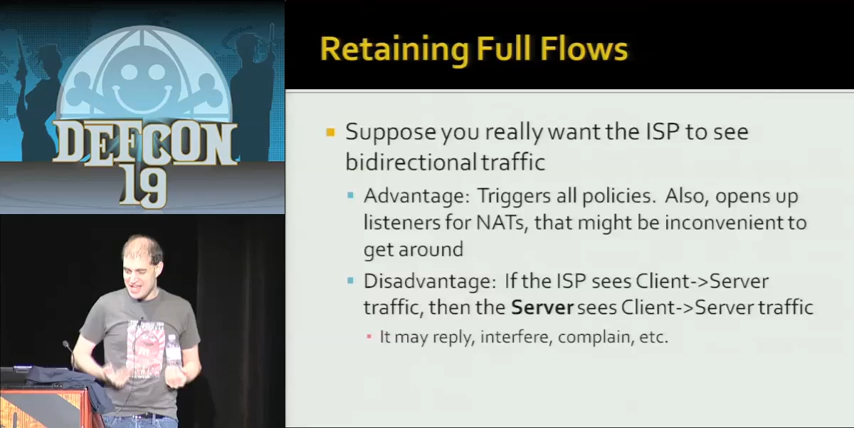 DEFCON
19
Retaining Full Flows
Suppose you really want the ISP to see
bidirectional traffic
Advantage: Triggers all policies. Also, opens up
listeners for NATs, that might be inconvenient to
get around
Disadvantage: If the ISP sees Client->Server
traffic, then the Server sees Client->Server traffic
It may reply, interfere, complain, etc.